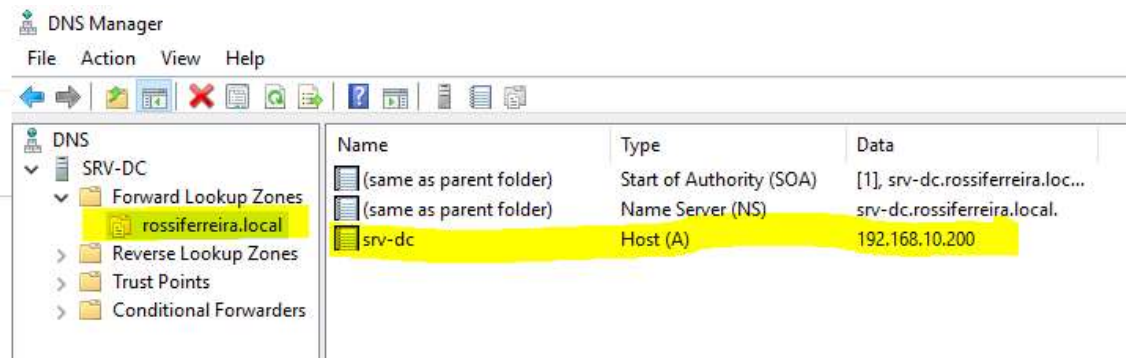 DNS Manager
File Action View Help
DNS
SRV-DC
Forward Lookup Zones
rossiferreira.local
Reverse Lookup Zones
Trust Points
Conditional Forwarders
Name Type Data
(same as parent folder) Start of Authority (SOA) [1], srv-dc.rossiferreira.loc...
(same as parent folder) Name Server (NS) srv-dc.rossiferreira.local.
srv-dc Host (A) 192.168.10.200